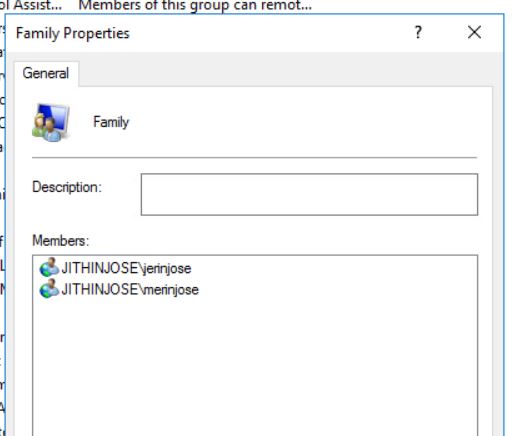 ol Assist... Members of this group can remot...
Family Properties
General
Family
Description:
Members:
JITHINJOSE\jerinjose
JITHINJOSE\merinjose